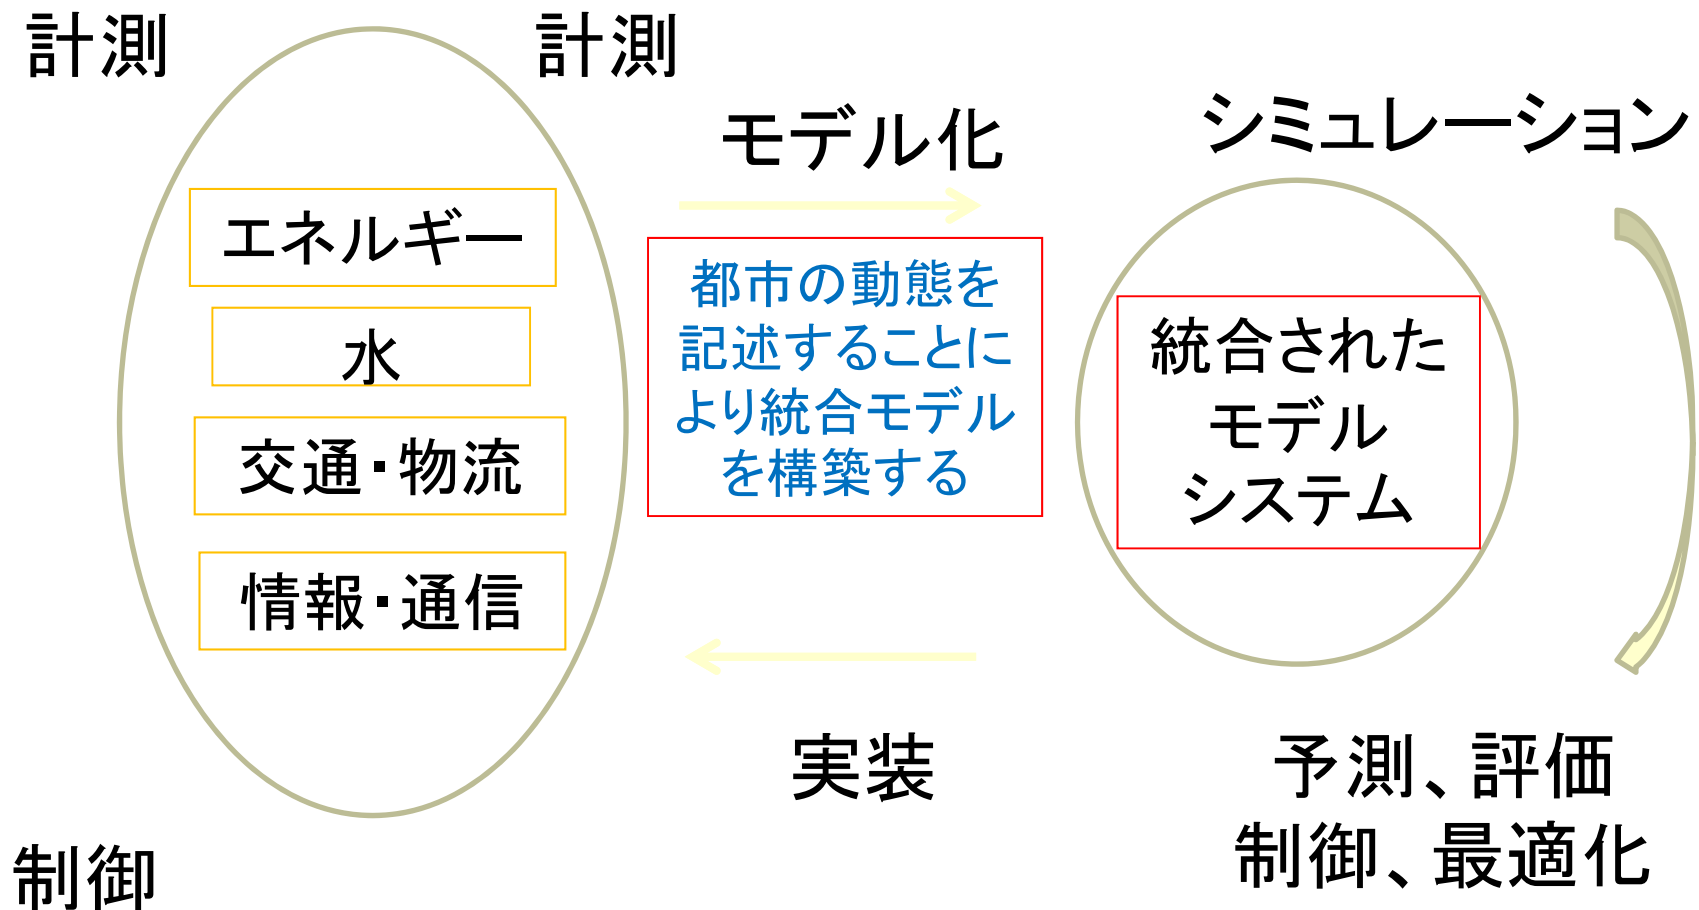 計測
計測
モデル化
シミュレーション
エネルギー
水
交通・物流
情報・通信
都市の動態を
記述することに
より統合モデル
を構築する
統合された
モデル
システム
実装
予測、評価
制御、最適化
制御